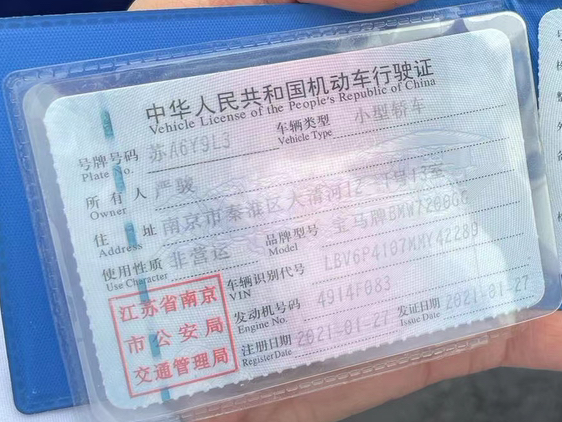 中华人民共和国机动车行驶证
Vehicle License of the People's Republic of China
号牌号码 苏A6Y9L3 车辆类型 小型轿车
Plate No. Vehicle Type
所有人 严骏
Owner
住址 南京市秦淮区大 河12
Address
使用性质 非营运 品牌型号 宝马牌BMW7200GG
Use Character Model
车辆识别代号 LBV6P4107MMY42289
VIN
发动机号码 4914F083
Engine No.
注册日期 2021-01-27 发证日期 2021-01-27
Register Date Issue Date
江苏省南京
市公安局
交通管理局